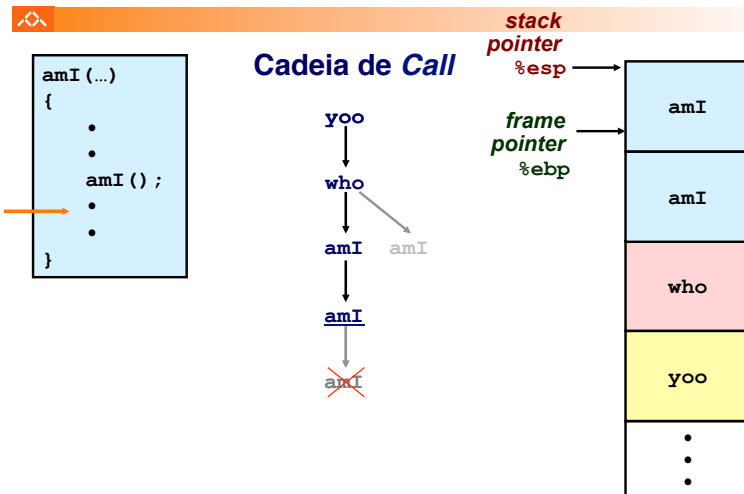 Cadeia de Call
amI(…)
{
•
•
amI();
•
•
}
yoo
who
amI amI
amI
amI
stack
pointer
%esp
frame
pointer
%ebp
amI
amI
who
yoo
•
•
•